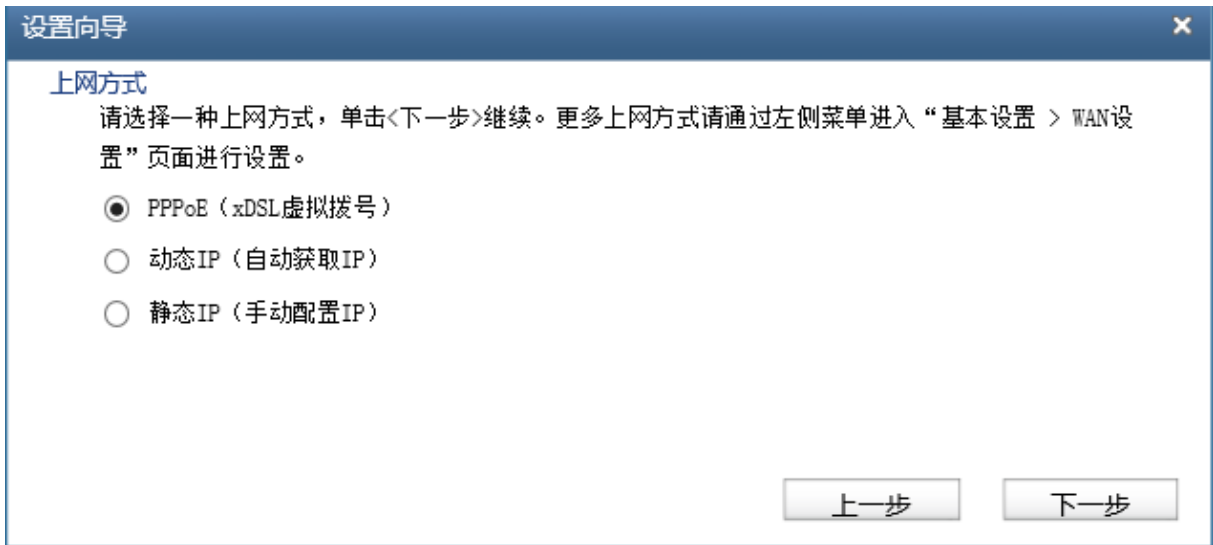 设置向导
上网方式
请选择一种上网方式，单击<下一步>继续。更多上网方式请通过左侧菜单进入“基本设置 > WAN设
置”页面进行设置。
PPPoE（xDSL虚拟拨号）
动态IP（自动获取IP）
静态IP（手动配置IP）
上一步
下一步